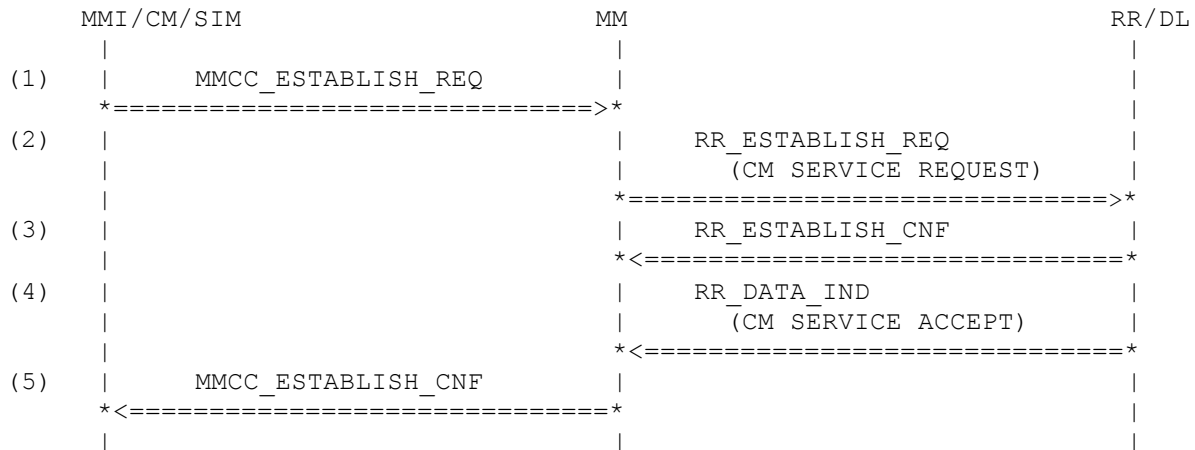 MMI/CM/SIM MM RR/DL
| | |
(1) | MMCC_ESTABLISH_REQ | |
*==============================>* |
(2) | | RR_ESTABLISH_REQ |
| | (CM SERVICE REQUEST) |
| *==============================>*
(3) | | RR_ESTABLISH_CNF |
| *<==============================*
(4) | | RR_DATA_IND |
| | (CM SERVICE ACCEPT) |
| *<==============================*
(5) | MMCC_ESTABLISH_CNF | |
*<==============================* |
| | |